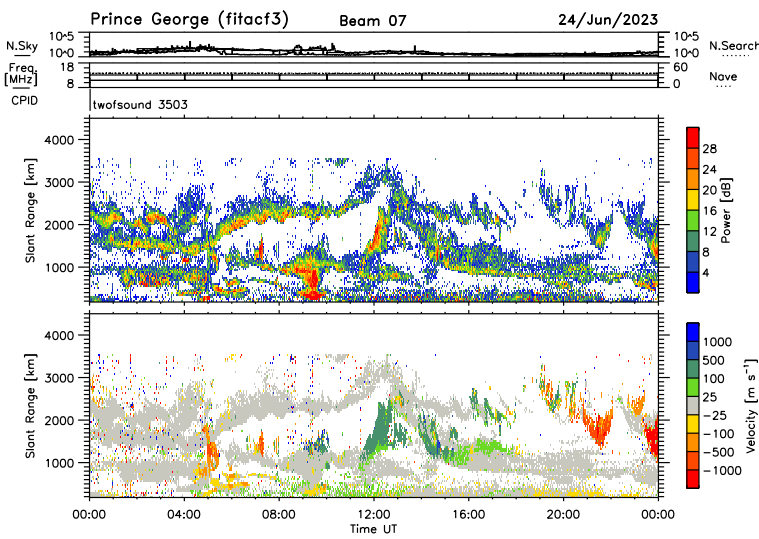 Prince George (fitacf3) Beam 07 24/Jun/2023
N.Sky 10^5 10^0 10^5 10^0 N.Search
Freq [MHz] 18 8 60 0 Nave
CPID twofsound 3503
Slant Range [km] 4000 3000 2000 1000
28 24 20 16 12 8 4 Power [dB]
Slant Range [km] 4000 3000 2000 1000
1000 500 100 25 −25 −100 −500 −1000 Velocity [m s⁻¹]
00:00 04:00 08:00 12:00 16:00 20:00 00:00
Time UT